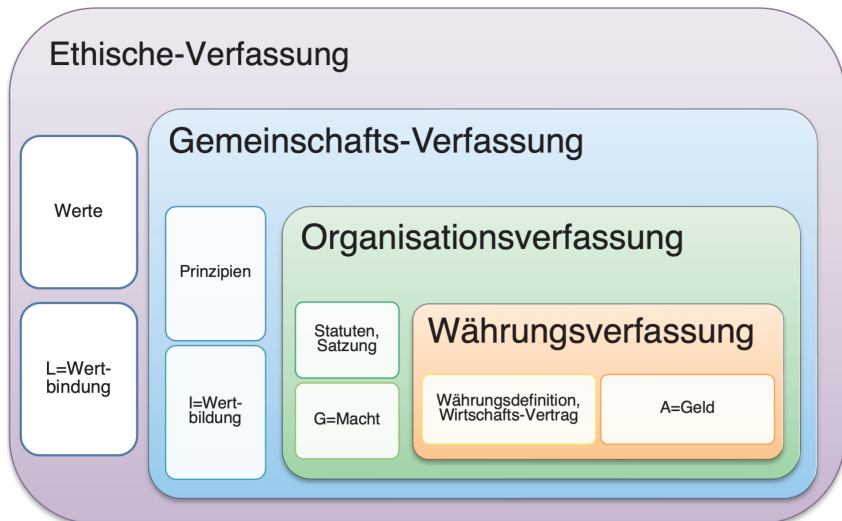 Ethische-Verfassung
Gemeinschafts-Verfassung
Werte
Organisationsverfassung
Prinzipien
Statuten,
Satzung
Währungsverfassung
L=Wert-
bindung
I=Wert-
bildung
G=Macht
Währungsdefinition,
Wirtschafts-Vertrag
A=Geld